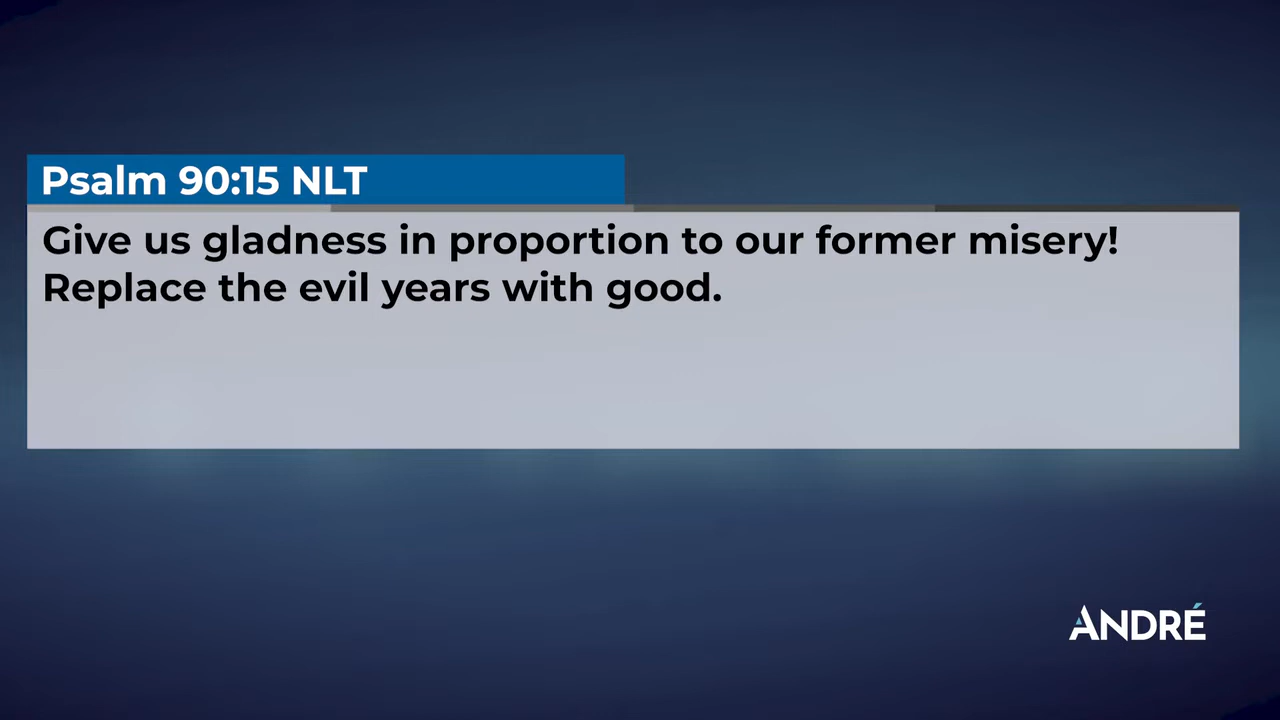 Psalm 90:15 NLT
Give us gladness in proportion to our former misery!
Replace the evil years with good.
ANDRÉ